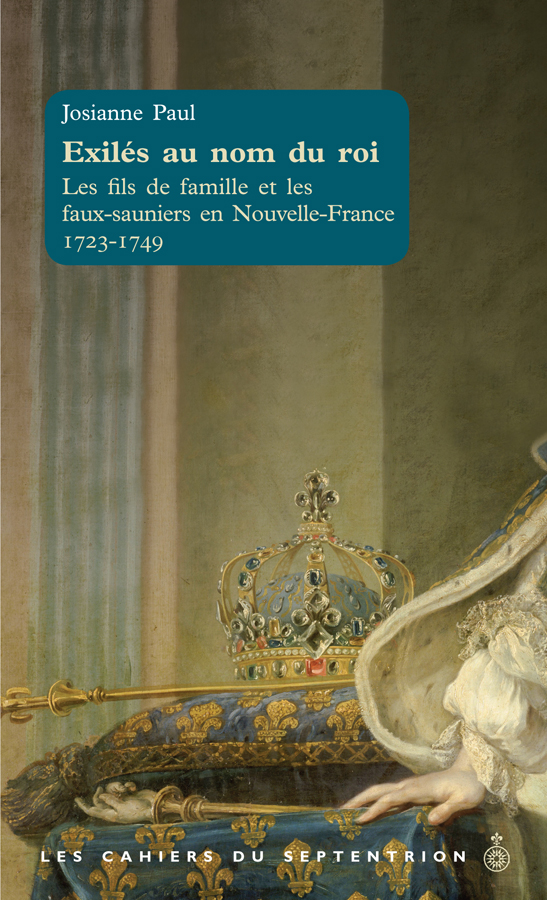 Josianne Paul
Exilés au nom du roi
Les fils de famille et les
faux-sauniers en Nouvelle-France
1723-1749
LES CAHIERS DU SEPTENTRION